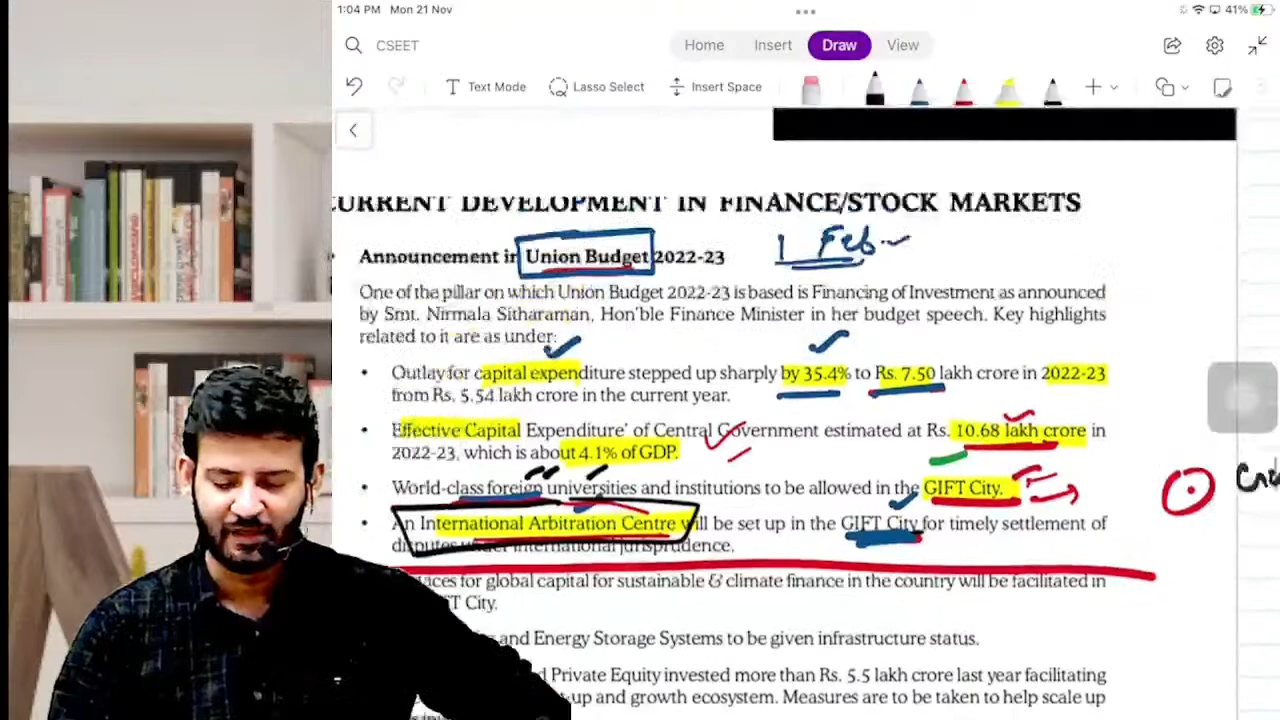 1:04 PM Mon 21 Nov
41%
CSEET
Home Insert Draw View
Text Mode Lasso Select Insert Space
CURRENT DEVELOPMENT IN FINANCE/STOCK MARKETS
1 Feb
Announcement in Union Budget 2022-23
One of the pillar on which Union Budget 2022-23 is based is Financing of Investment as announced
by Smt. Nirmala Sitharaman, Hon'ble Finance Minister in her budget speech. Key highlights
related to it are as under:
• Outlay for capital expenditure stepped up sharply by 35.4% to Rs. 7.50 lakh crore in 2022-23
from Rs. 5.54 lakh crore in the current year.
• Effective Capital Expenditure' of Central Government estimated at Rs. 10.68 lakh crore in
2022-23, which is about 4.1% of GDP.
• World-class foreign universities and institutions to be allowed in the GIFT City.
• An International Arbitration Centre will be set up in the GIFT City for timely settlement of
disputes under international jurisprudence.
for global capital for sustainable & climate finance in the country will be facilitated in
City.
and Energy Storage Systems to be given infrastructure status.
Private Equity invested more than Rs. 5.5 lakh crore last year facilitating
up and growth ecosystem. Measures are to be taken to help scale up